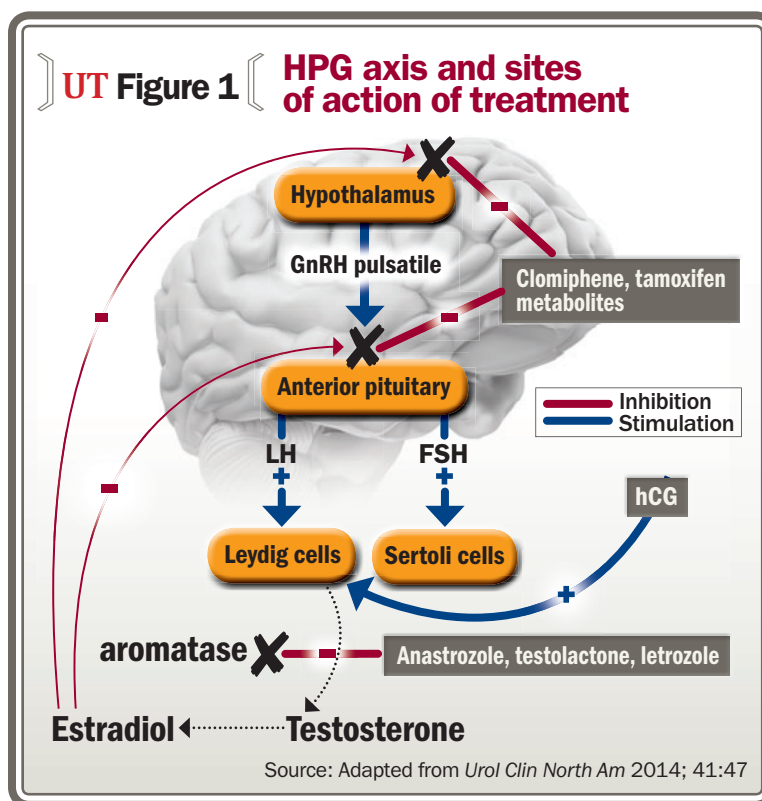 UT Figure 1
HPG axis and sites
of action of treatment
Hypothalamus
GnRH pulsatile
Clomiphene, tamoxifen
metabolites
Anterior pituitary
Inhibition
Stimulation
LH
FSH
+
+
hCG
Leydig cells
Sertoli cells
+
aromatase
Anastrozole, testolactone, letrozole
Estradiol
Testosterone
Source: Adapted from Urol Clin North Am 2014; 41:47